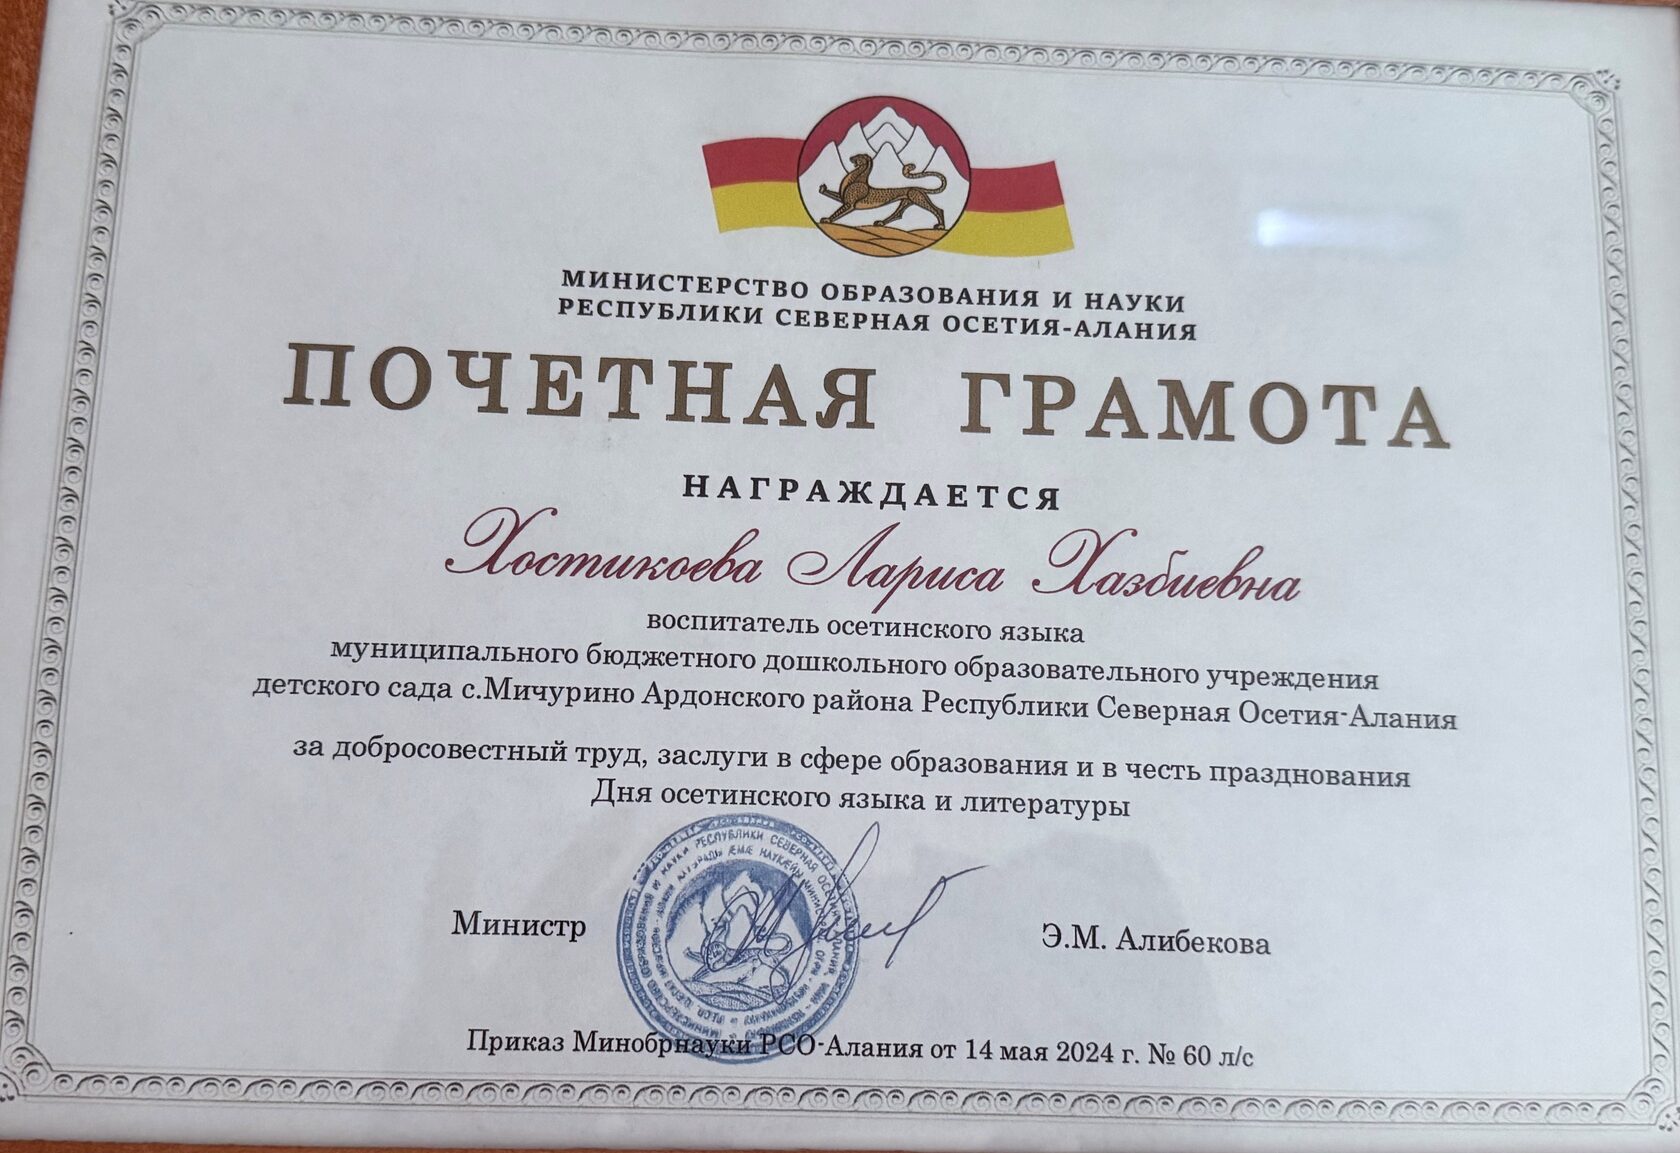 МИНИСТЕРСТВО ОБРАЗОВАНИЯ И НАУКИ
РЕСПУБЛИКИ СЕВЕРНАЯ ОСЕТИЯ-АЛАНИЯ
ПОЧЕТНАЯ ГРАМОТА
НАГРАЖДАЕТСЯ
Хостикоева Лариса Хазбиевна
воспитатель осетинского языка
муниципального бюджетного дошкольного образовательного учреждения
детского сада с.Мичурино Ардонского района Республики Северная Осетия-Алания
за добросовестный труд, заслуги в сфере образования и в честь празднования
Дня осетинского языка и литературы
Министр
Э.М. Алибекова
Приказ Минобрнауки РСО-Алания от 14 мая 2024 г. № 60 л/с